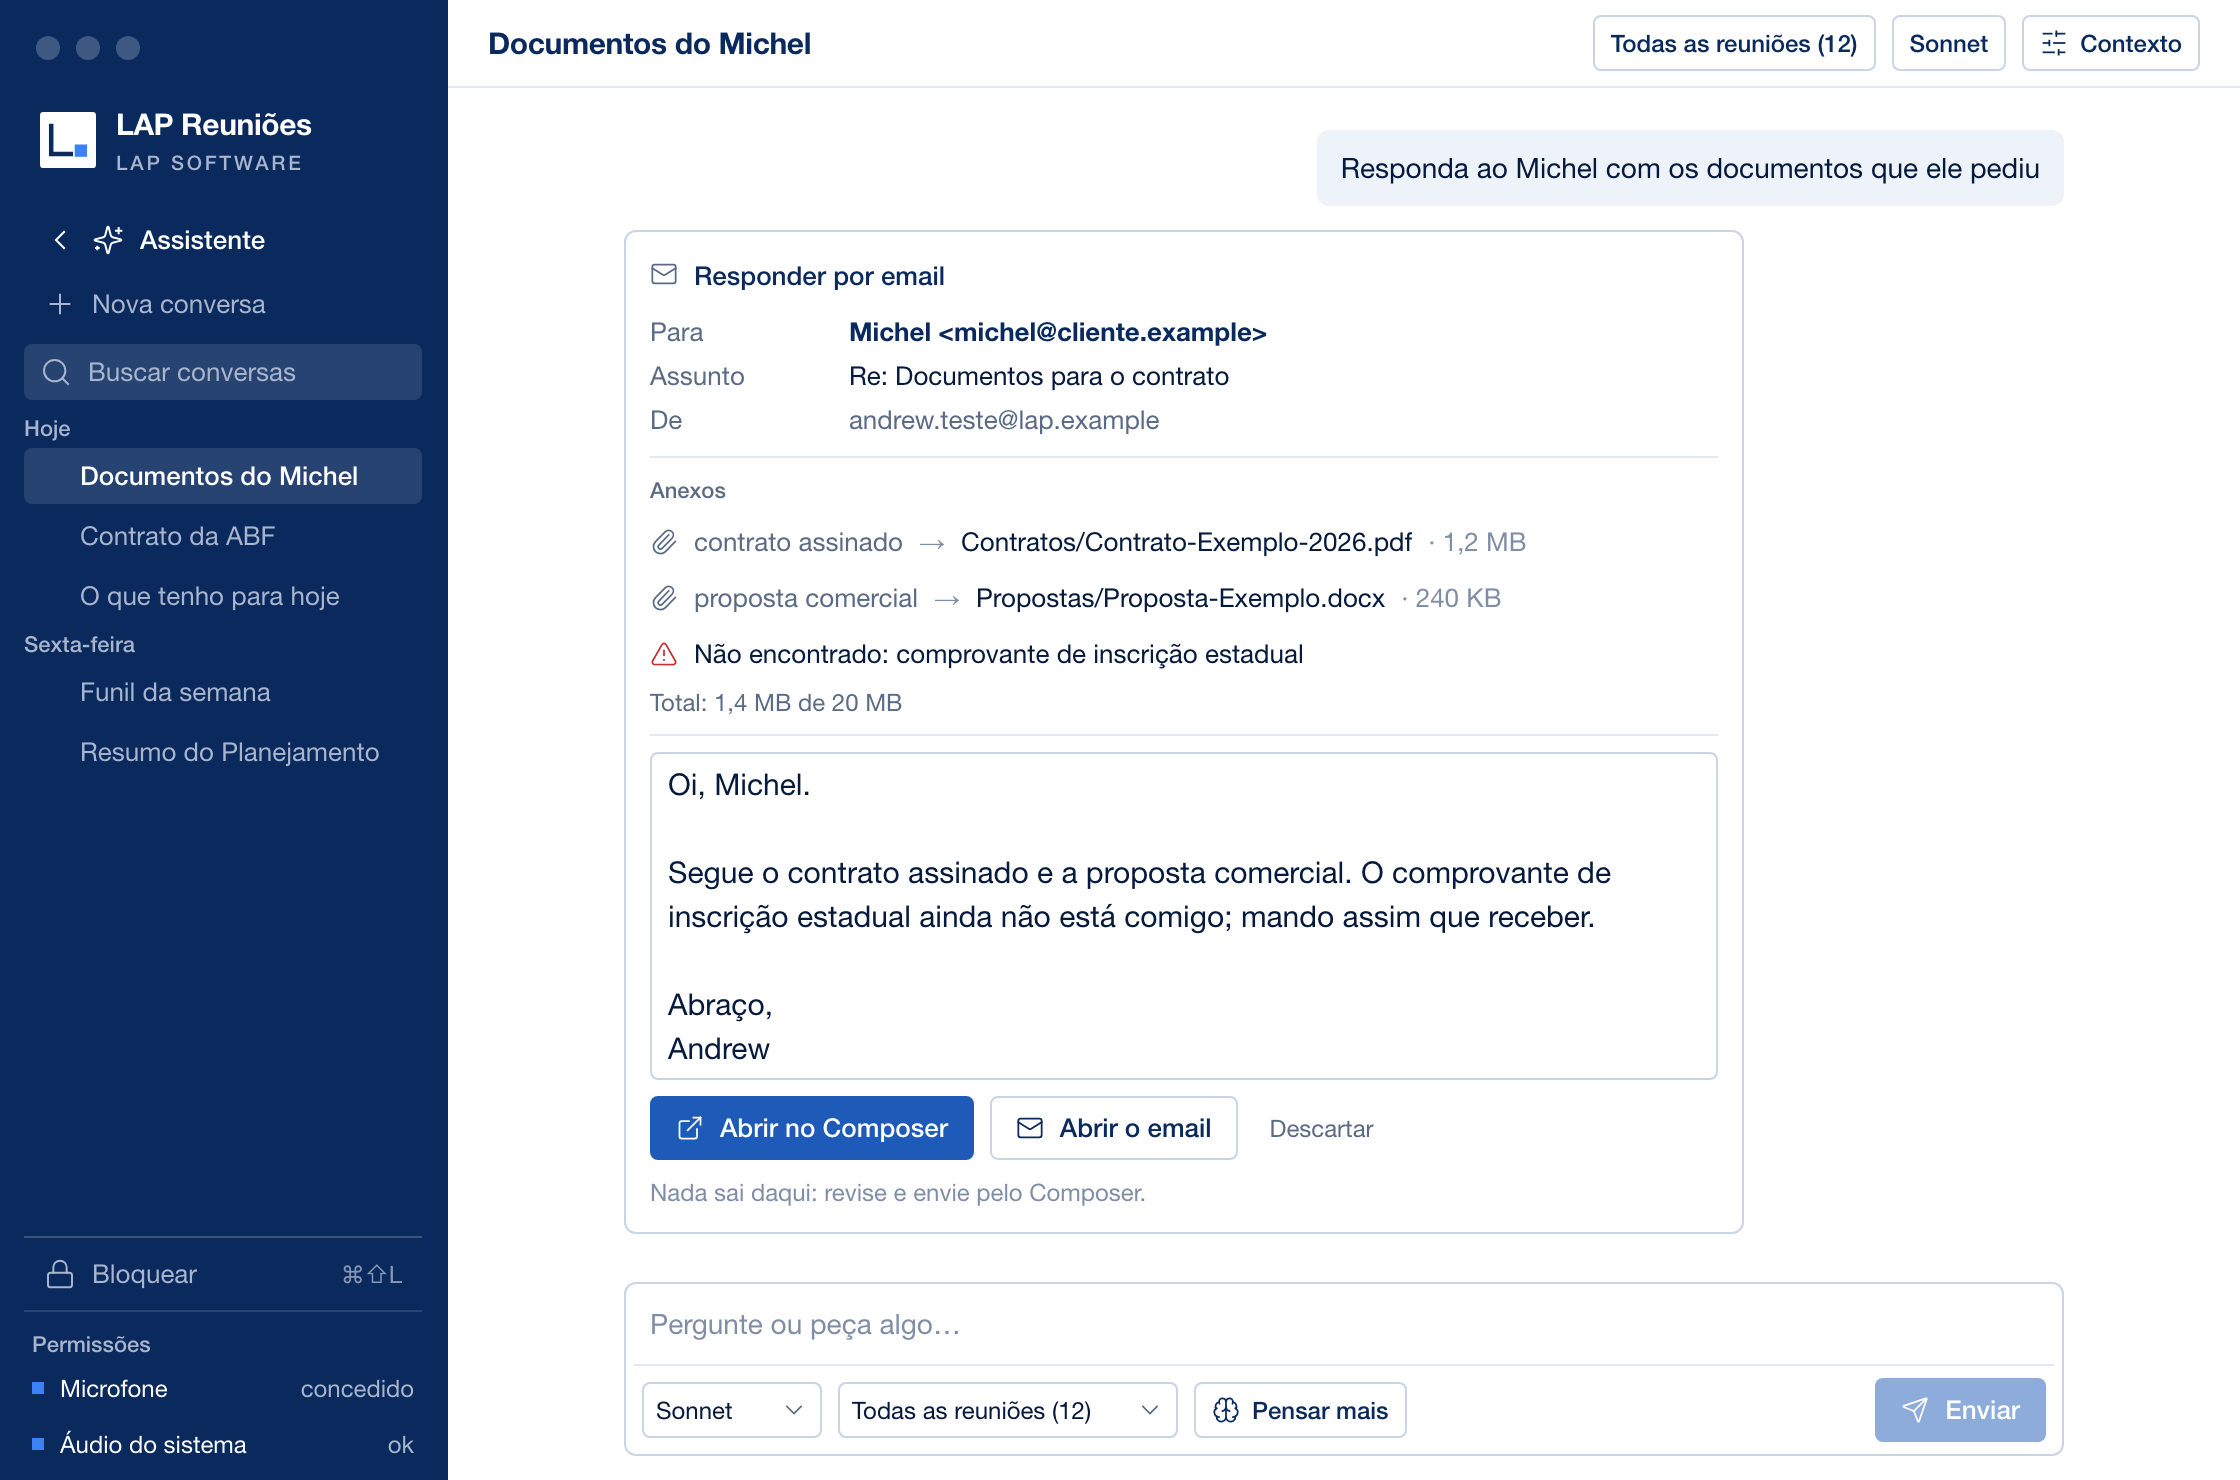 LAP Reuniões
LAP SOFTWARE
Assistente
Nova conversa
Buscar conversas
Hoje
Documentos do Michel
Contrato da ABF
O que tenho para hoje
Sexta-feira
Funil da semana
Resumo do Planejamento
Bloquear ⌘⇧L
Permissões
Microfone concedido
Áudio do sistema ok
Documentos do Michel
Todas as reuniões (12)
Sonnet
Contexto
Responda ao Michel com os documentos que ele pediu
Responder por email
Para Michel <michel@cliente.example>
Assunto Re: Documentos para o contrato
De andrew.teste@lap.example
Anexos
contrato assinado → Contratos/Contrato-Exemplo-2026.pdf · 1,2 MB
proposta comercial → Propostas/Proposta-Exemplo.docx · 240 KB
Não encontrado: comprovante de inscrição estadual
Total: 1,4 MB de 20 MB
Oi, Michel.
Segue o contrato assinado e a proposta comercial. O comprovante de
inscrição estadual ainda não está comigo; mando assim que receber.
Abraço,
Andrew
Abrir no Composer
Abrir o email
Descartar
Nada sai daqui: revise e envie pelo Composer.
Pergunte ou peça algo…
Sonnet
Todas as reuniões (12)
Pensar mais
Enviar